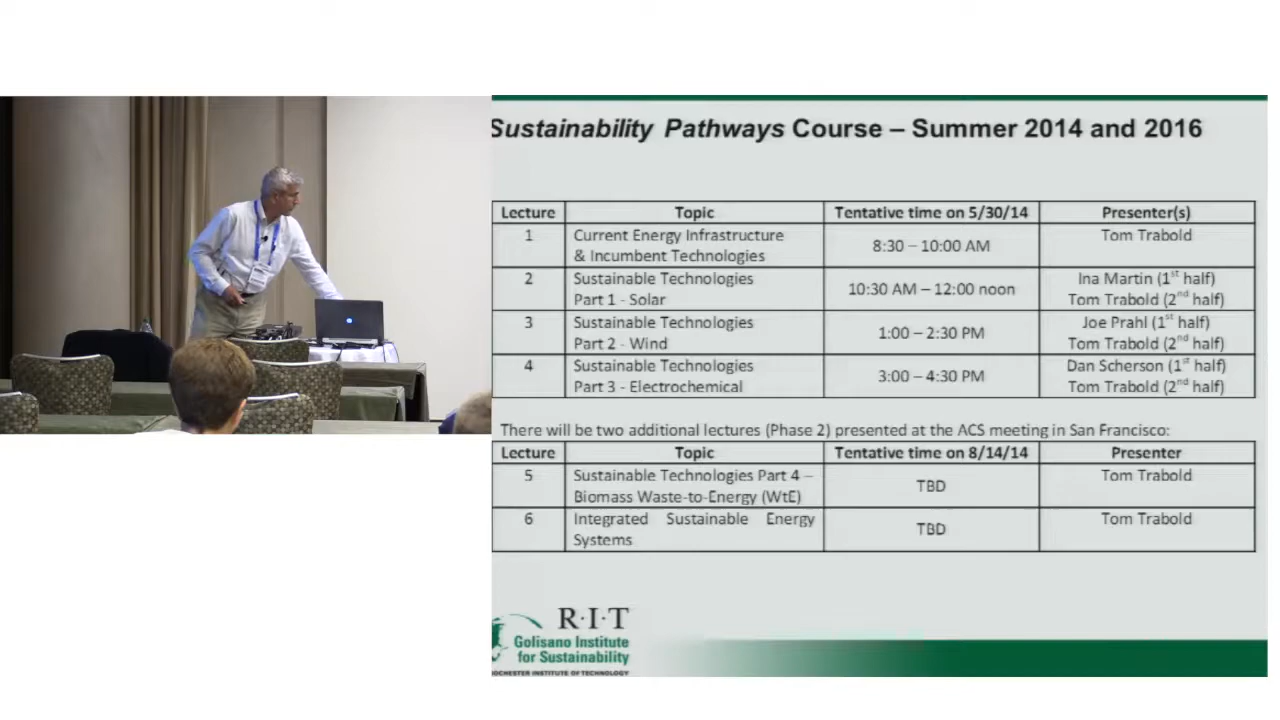 Sustainability Pathways Course – Summer 2014 and 2016
Lecture Topic Tentative time on 5/30/14 Presenter(s)
1 Current Energy Infrastructure & Incumbent Technologies 8:30 – 10:00 AM Tom Trabold
2 Sustainable Technologies Part 1 - Solar 10:30 AM – 12:00 noon Ina Martin (1st half) Tom Trabold (2nd half)
3 Sustainable Technologies Part 2 - Wind 1:00 – 2:30 PM Joe Prahl (1st half) Tom Trabold (2nd half)
4 Sustainable Technologies Part 3 - Electrochemical 3:00 – 4:30 PM Dan Scherson (1st half) Tom Trabold (2nd half)
There will be two additional lectures (Phase 2) presented at the ACS meeting in San Francisco:
Lecture Topic Tentative time on 8/14/14 Presenter
5 Sustainable Technologies Part 4 – Biomass Waste-to-Energy (WtE) TBD Tom Trabold
6 Integrated Sustainable Energy Systems TBD Tom Trabold
R·I·T
Golisano Institute
for Sustainability
ROCHESTER INSTITUTE OF TECHNOLOGY